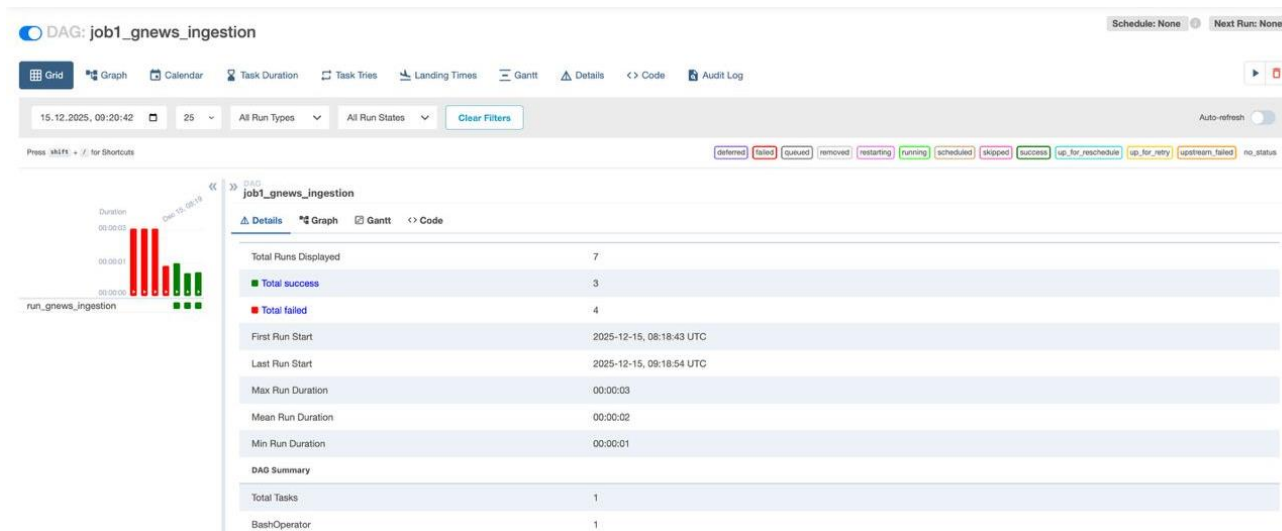 DAG: job1_gnews_ingestion
Schedule: None Next Run: None
Grid Graph Calendar Task Duration Task Tries Landing Times Gantt Details <> Code Audit Log
15.12.2025, 09:20:42 25 All Run Types All Run States Clear Filters Auto-refresh
Press shift + / for Shortcuts
deferred failed queued removed restarting running scheduled skipped success up_for_reschedule up_for_retry upstream_failed no_status
Duration
Dec 15, 08:19
00:00:03
00:00:01
00:00:00
run_gnews_ingestion
DAG
job1_gnews_ingestion
Details Graph Gantt <> Code
Total Runs Displayed 7
Total success 3
Total failed 4
First Run Start 2025-12-15, 08:18:43 UTC
Last Run Start 2025-12-15, 09:18:54 UTC
Max Run Duration 00:00:03
Mean Run Duration 00:00:02
Min Run Duration 00:00:01
DAG Summary
Total Tasks 1
BashOperator 1